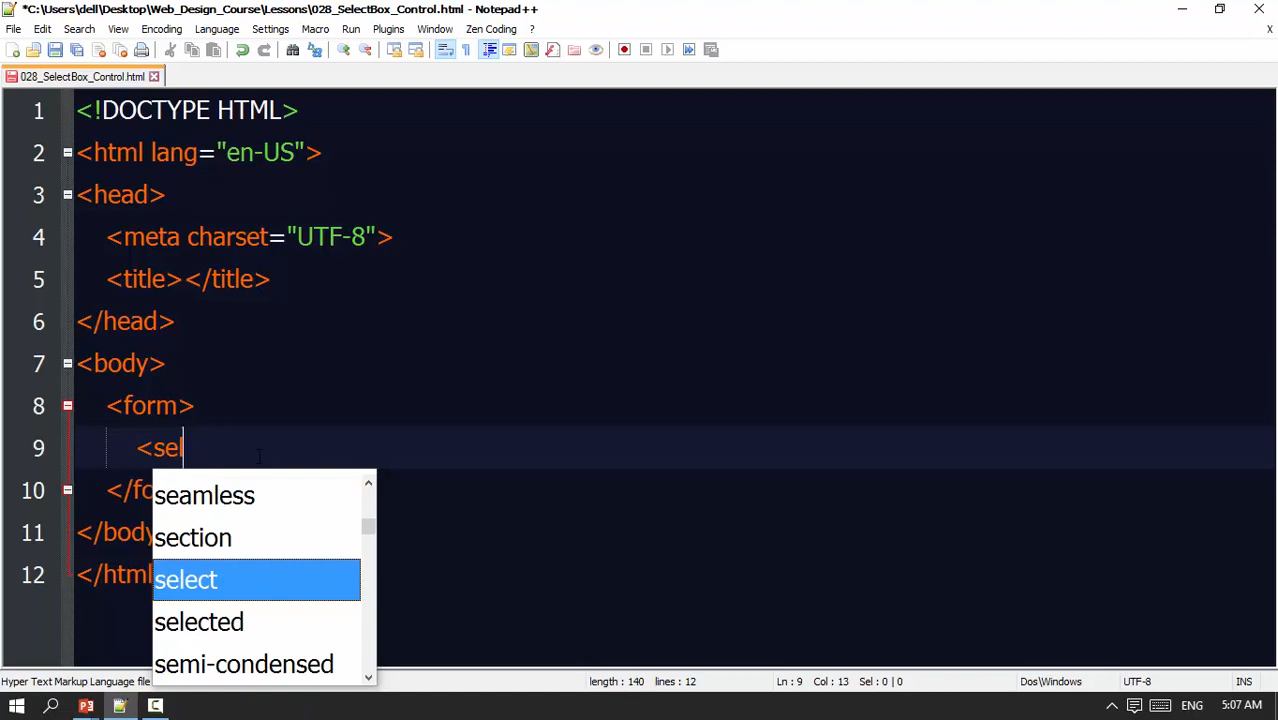 *C:\Users\dell\Desktop\Web_Design_Course\Lessons\028_SelectBox_Control.html - Notepad++
File Edit Search View Encoding Language Settings Macro Run Plugins Window Zen Coding ? X
028_SelectBox_Control.html
1 <!DOCTYPE HTML>
2 <html lang="en-US">
3 <head>
4 <meta charset="UTF-8">
5 <title></title>
6 </head>
7 <body>
8 <form>
9 <sel
seamless
10 </fo
section
11 </body
select
12 </html
selected
semi-condensed
Hyper Text Markup Language file length : 140 lines : 12 Ln : 9 Col : 13 Sel : 0 | 0 Dos\Windows UTF-8 INS
ENG 5:07 AM